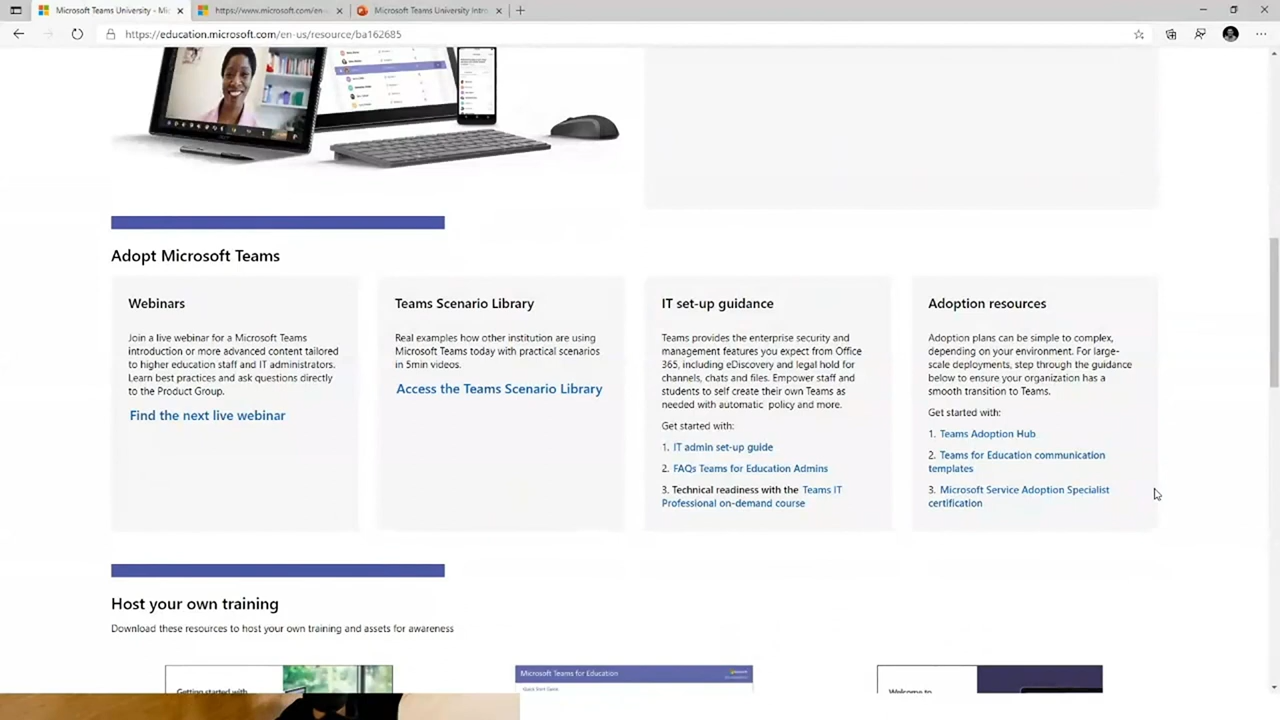 Microsoft Teams University - Mi
https://www.microsoft.com/en-
Microsoft Teams University Intr
https://education.microsoft.com/en-us/resource/ba162685
Adopt Microsoft Teams
Webinars
Join a live webinar for a Microsoft Teams
introduction or more advanced content tailored
to higher education staff and IT administrators.
Learn best practices and ask questions directly
to the Product Group.
Find the next live webinar
Teams Scenario Library
Real examples how other institution are using
Microsoft Teams today with practical scenarios
in 5min videos.
Access the Teams Scenario Library
IT set-up guidance
Teams provides the enterprise security and
management features you expect from Office
365, including eDiscovery and legal hold for
channels, chats and files. Empower staff and
students to self create their own Teams as
needed with automatic policy and more.
Get started with:
1. IT admin set-up guide
2. FAQs Teams for Education Admins
3. Technical readiness with the Teams IT
Professional on-demand course
Adoption resources
Adoption plans can be simple to complex,
depending on your environment. For large-
scale deployments, step through the guidance
below to ensure your organization has a
smooth transition to Teams.
Get started with:
1. Teams Adoption Hub
2. Teams for Education communication
templates
3. Microsoft Service Adoption Specialist
certification
Host your own training
Download these resources to host your own training and assets for awareness
Getting started with
Microsoft Teams for Education
Quick Start Guide
Welcome to